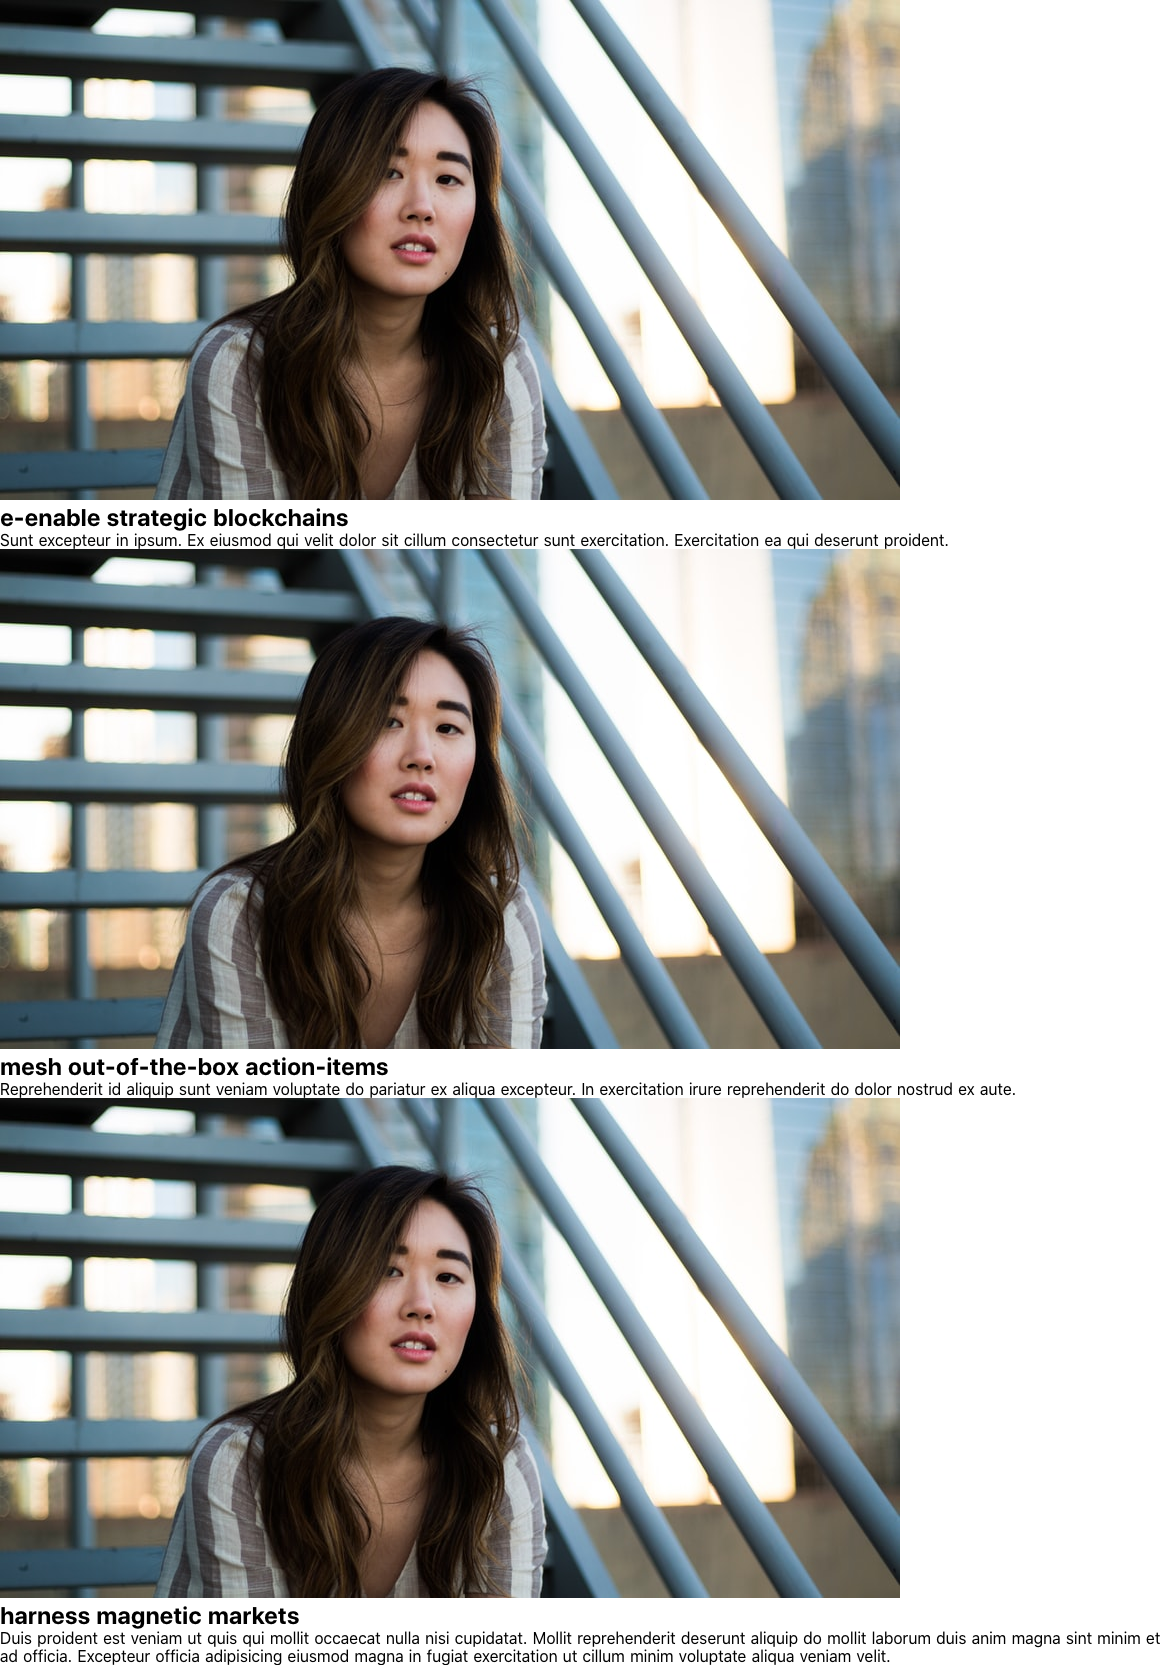 e-enable strategic blockchains
Sunt excepteur in ipsum. Ex eiusmod qui velit dolor sit cillum consectetur sunt exercitation. Exercitation ea qui deserunt proident.
mesh out-of-the-box action-items
Reprehenderit id aliquip sunt veniam voluptate do pariatur ex aliqua excepteur. In exercitation irure reprehenderit do dolor nostrud ex aute.
harness magnetic markets
Duis proident est veniam ut quis qui mollit occaecat nulla nisi cupidatat. Mollit reprehenderit deserunt aliquip do mollit laborum duis anim magna sint minim et
ad officia. Excepteur officia adipisicing eiusmod magna in fugiat exercitation ut cillum minim voluptate aliqua veniam velit.